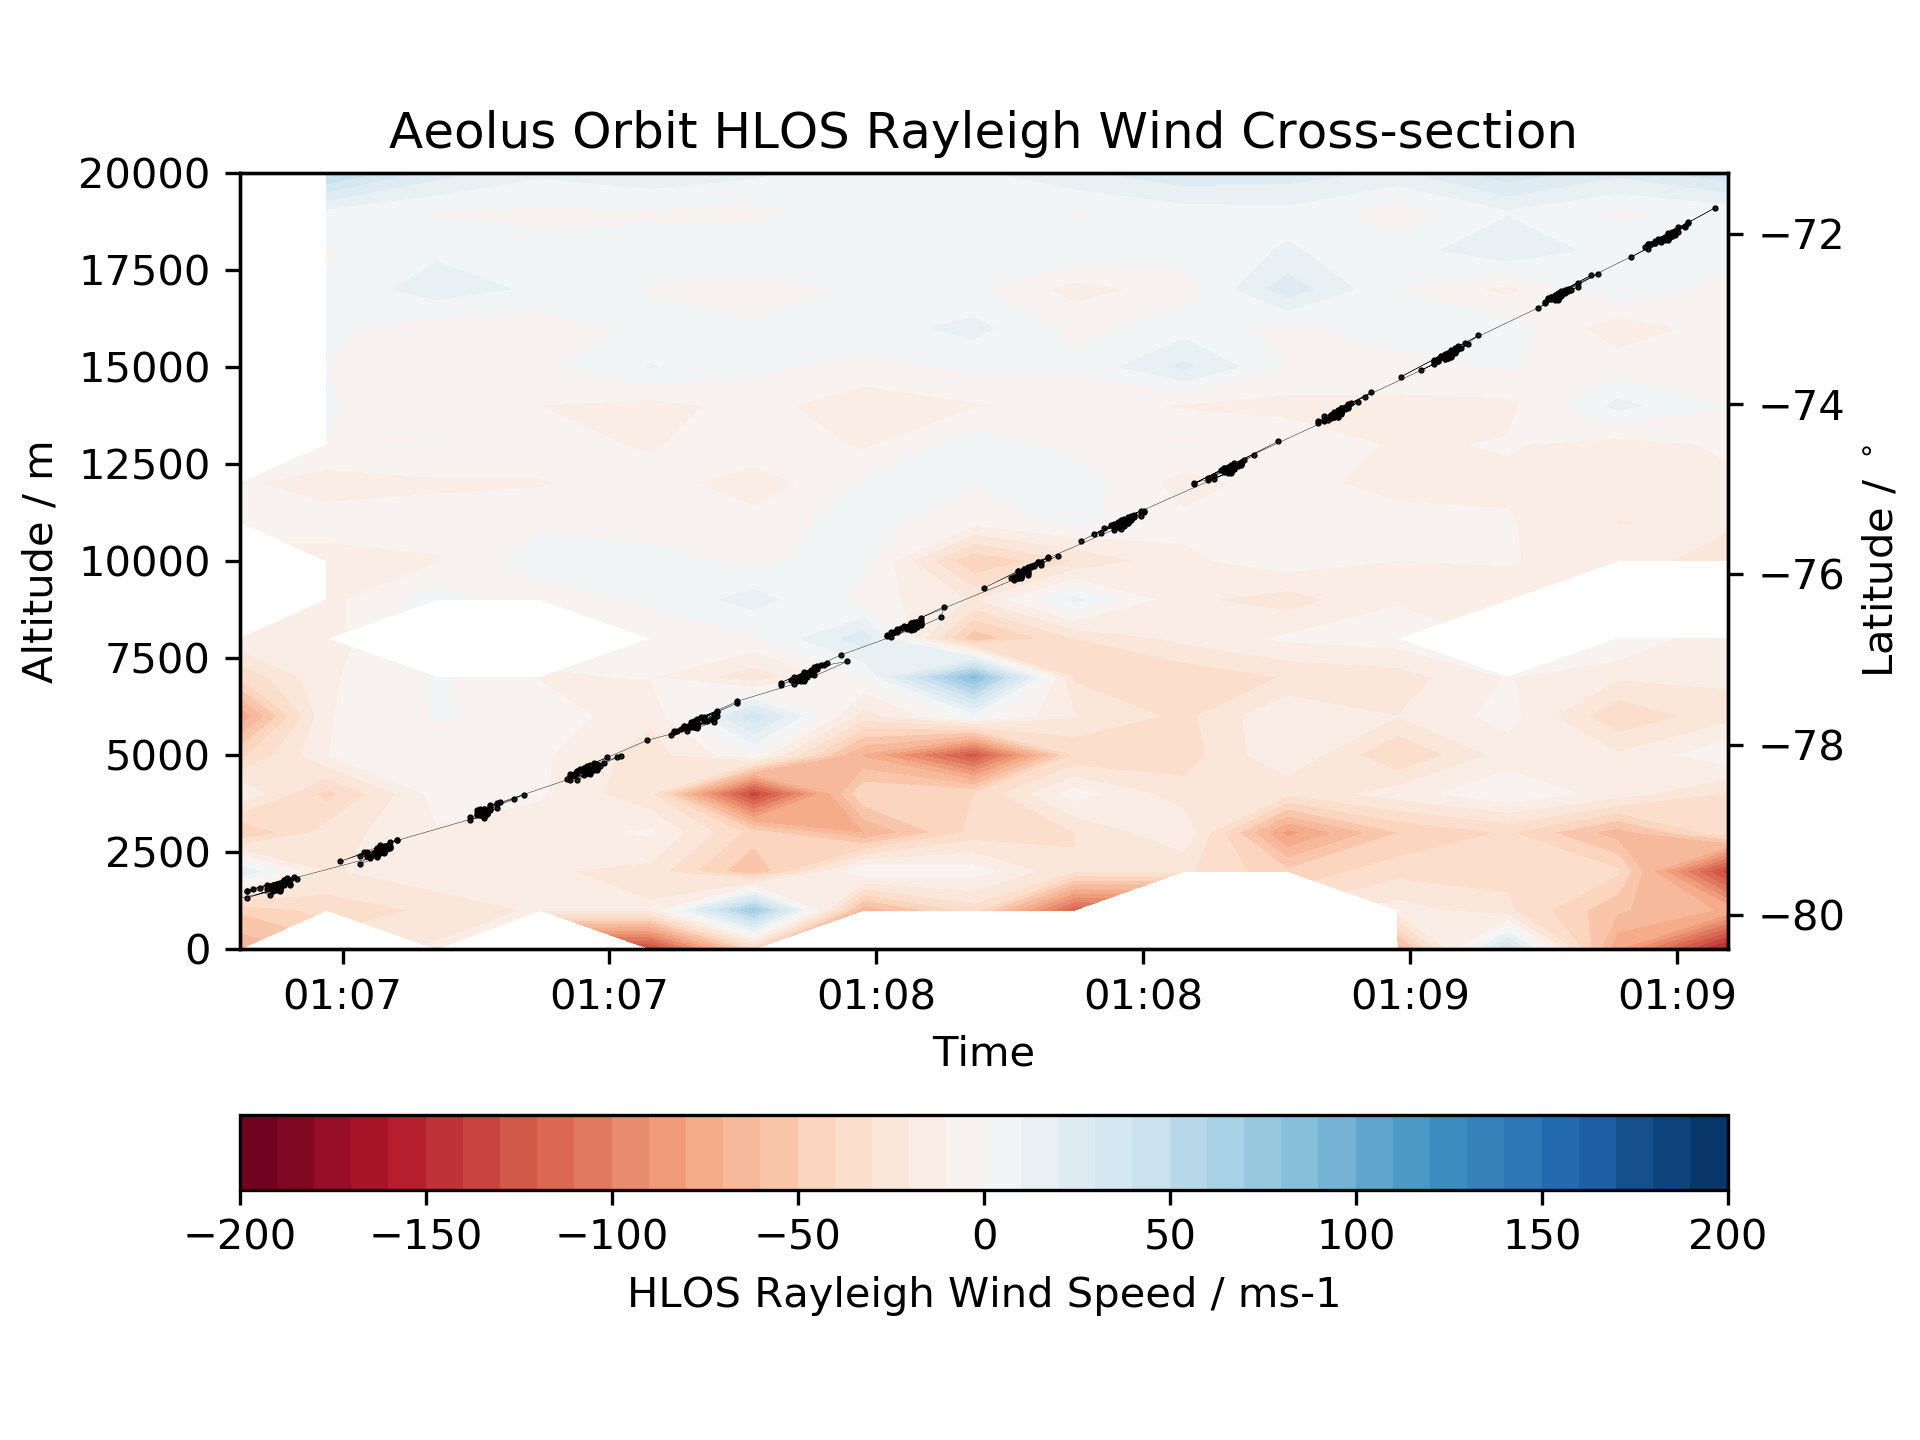 Aeolus Orbit HLOS Rayleigh Wind Cross-section
20000
17500
15000
12500
10000
7500
5000
2500
0
Altitude / m
−72
−74
−76
−78
−80
Latitude / °
01:07 01:07 01:08 01:08 01:09 01:09
Time
−200 −150 −100 −50 0 50 100 150 200
HLOS Rayleigh Wind Speed / ms-1